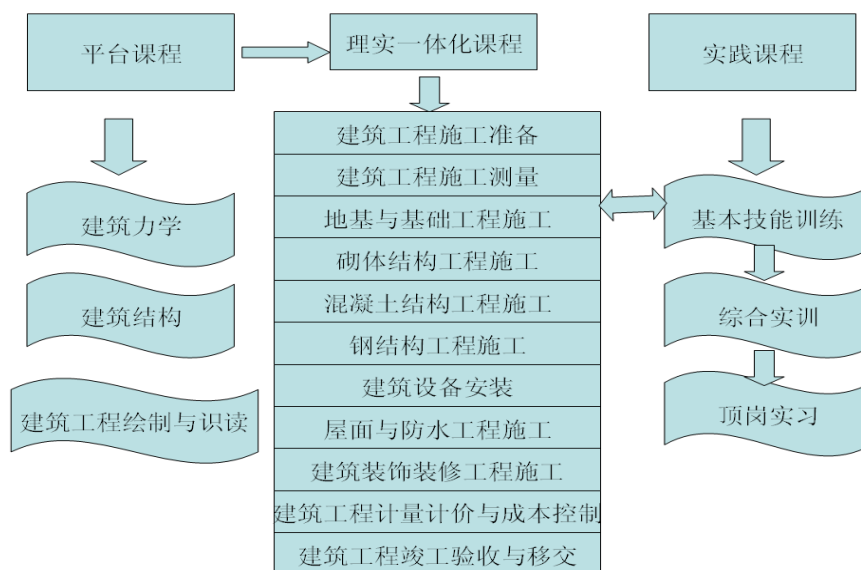 平台课程
理实一体化课程
实践课程
建筑力学
建筑结构
建筑工程绘制与识读
建筑工程施工准备
建筑工程施工测量
地基与基础工程施工
砌体结构工程施工
混凝土结构工程施工
钢结构工程施工
建筑设备安装
屋面与防水工程施工
建筑装饰装修工程施工
建筑工程计量计价与成本控制
建筑工程竣工验收与移交
基本技能训练
综合实训
顶岗实习